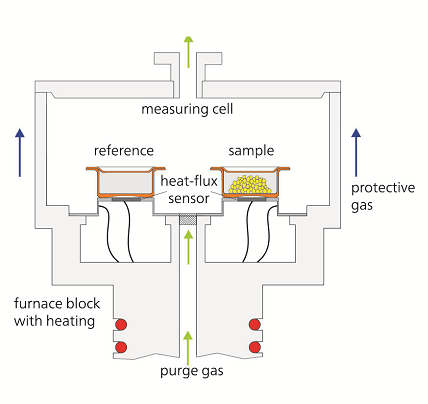 measuring cell
reference
sample
heat-flux
sensor
protective
gas
furnace block
with heating
purge gas